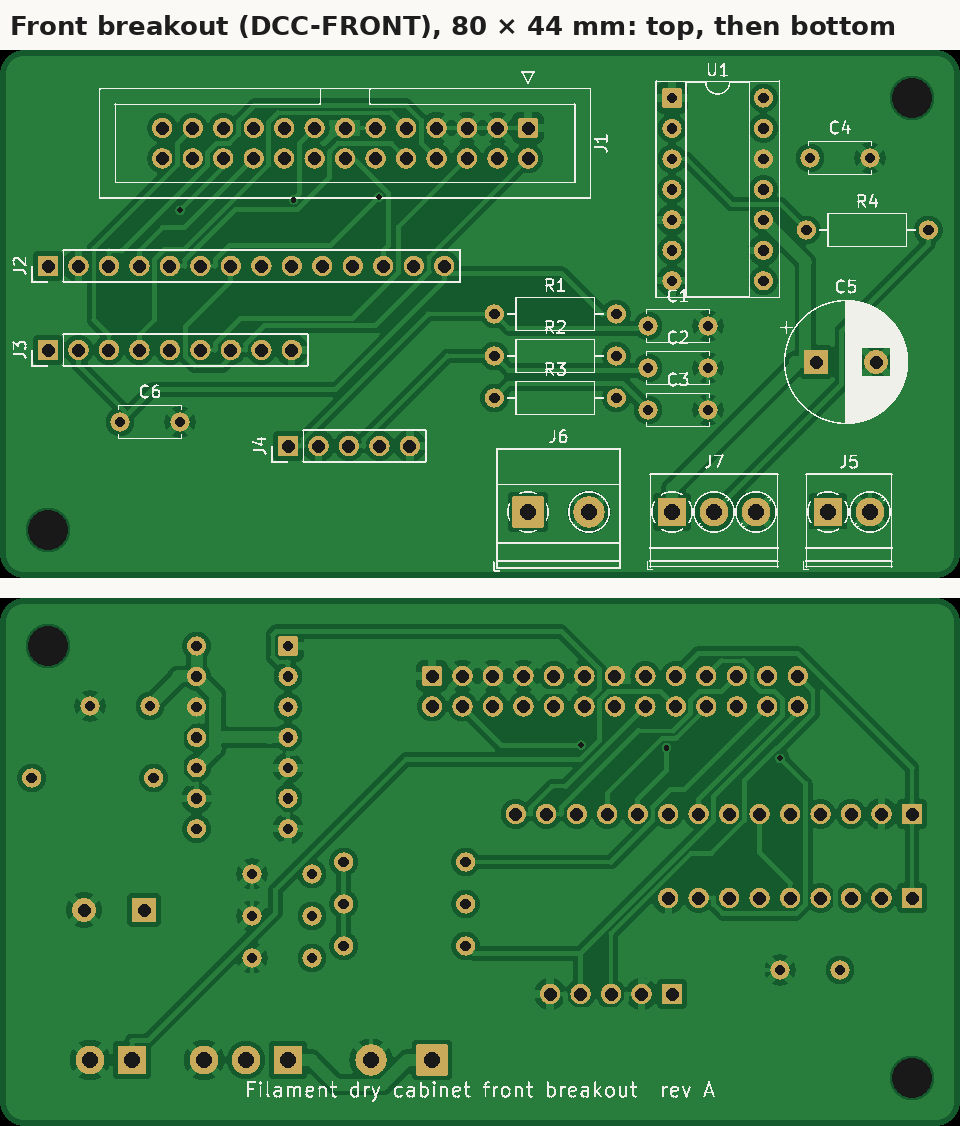 Front breakout (DCC-FRONT), 80 × 44 mm: top, then bottom
U1
C4
J1
R4
J2
C5
R1
C1
+
R2
C2
J3
R3
C3
C6
J6
J4
J7
J5
Filament dry cabinet front breakout rev A